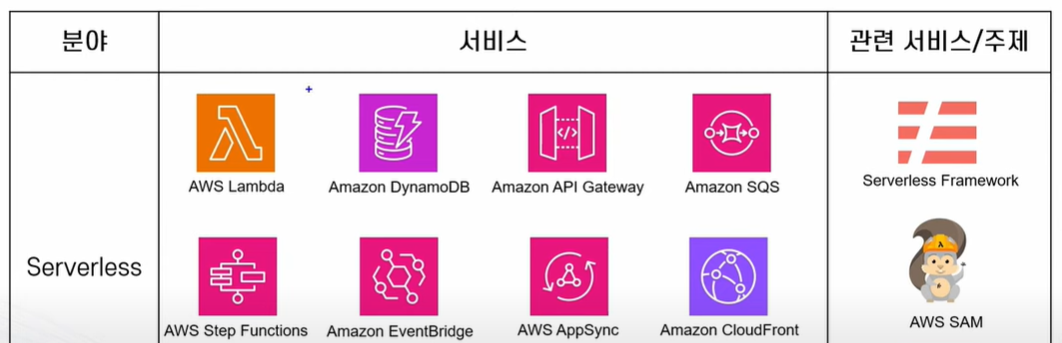 분야 서비스 관련 서비스/주제
AWS Lambda Amazon DynamoDB Amazon API Gateway Amazon SQS Serverless Framework
Serverless
AWS Step Functions Amazon EventBridge AWS AppSync Amazon CloudFront AWS SAM